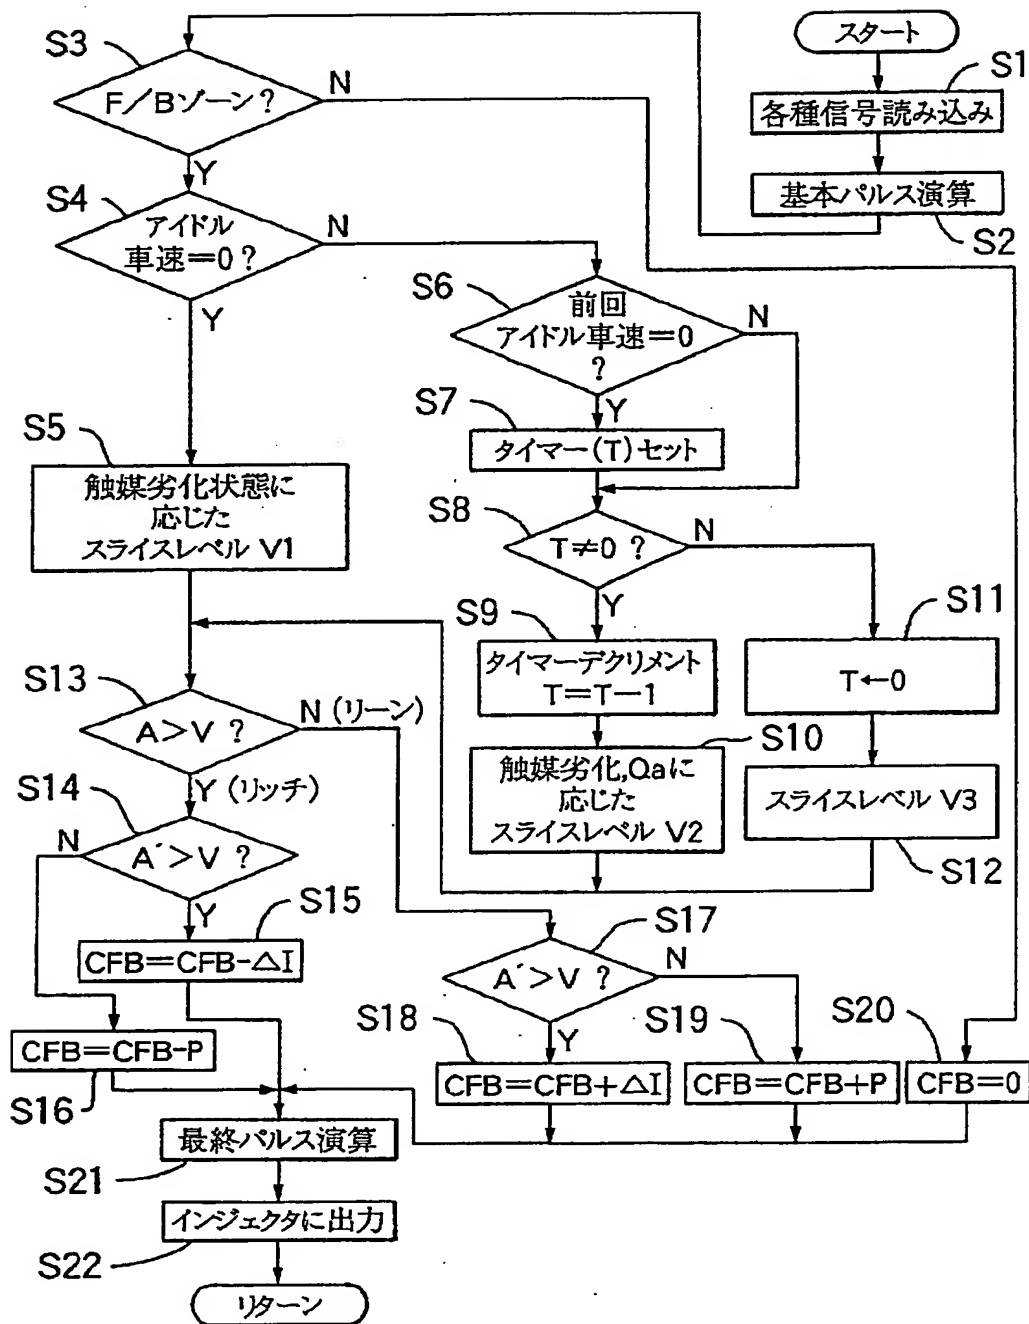 スタート
S1
各種信号読み込み
基本パルス演算
S2
S3
F/Bゾーン?
N
Y
S4
アイドル
車速=0?
N
Y
S5
触媒劣化状態に
応じた
スライスレベル V1
S6
前回
アイドル車速=0
?
N
Y
S7
タイマー(T)セット
S8
T≠0?
N
Y
S9
タイマーデクリメント
T=T-1
S10
触媒劣化,Qaに
応じた
スライスレベル V2
S11
T←0
スライスレベル V3
S12
S13
A>V ?
N(リーン)
Y(リッチ)
S14
A´>V ?
N
Y
S15
CFB=CFB-△I
CFB=CFB-P
S16
S17
A´>V ?
N
Y
S18
CFB=CFB+△I
S19
CFB=CFB+P
S20
CFB=0
最終パルス演算
S21
インジェクタに出力
S22
リターン